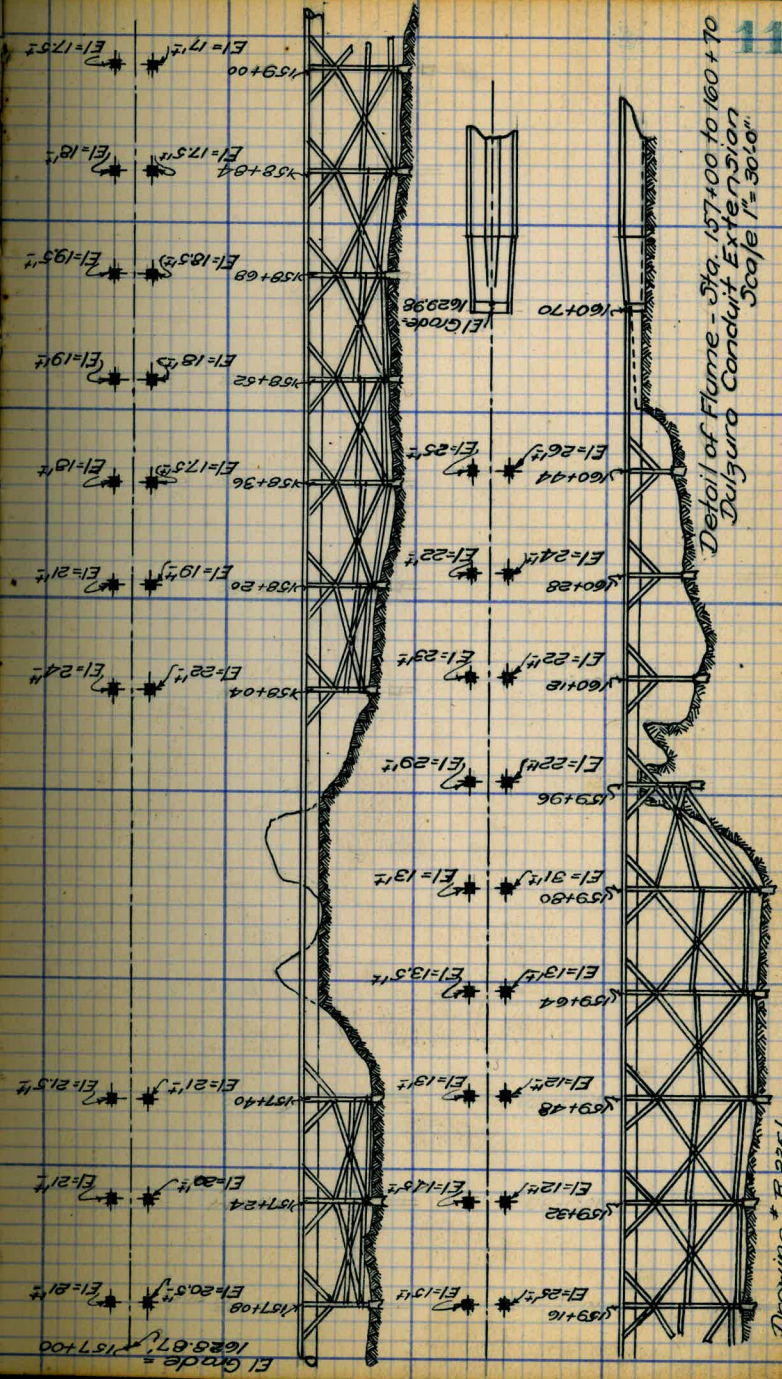 11
Detail of Flume - Sta. 157+00 to 160+70
Dulzura Conduit Extension
Scale 1"= 30'0"
El Grade =
1628.87'
157+00
157+08
El=20.5'±
El=21'±
157+24
El=20'±
El=21'±
157+40
El=21'±
El=21.5'±
158+04
El=22'±
El=24'±
158+20
El=19'±
El=21'±
158+36
El=17.5'±
El=18'±
158+52
El=18'±
El=19'±
158+68
El=18.5'±
El=19.5'±
158+84
El=17.5'±
El=18'±
159+00
El=17'±
El=17.5'±
159+16
El=25'±
El=15'±
159+32
El=12'±
El=14.5'±
159+48
El=12'±
El=13'±
159+64
El=13'±
El=13.5'±
159+80
El=31'±
El=13'±
159+96
El=22'±
El=29'±
160+12
El=22'±
El=23'±
160+28
El=24'±
El=22'±
160+44
El=26'±
El=25'±
160+70
El Grade=
1629.98
Drawing #